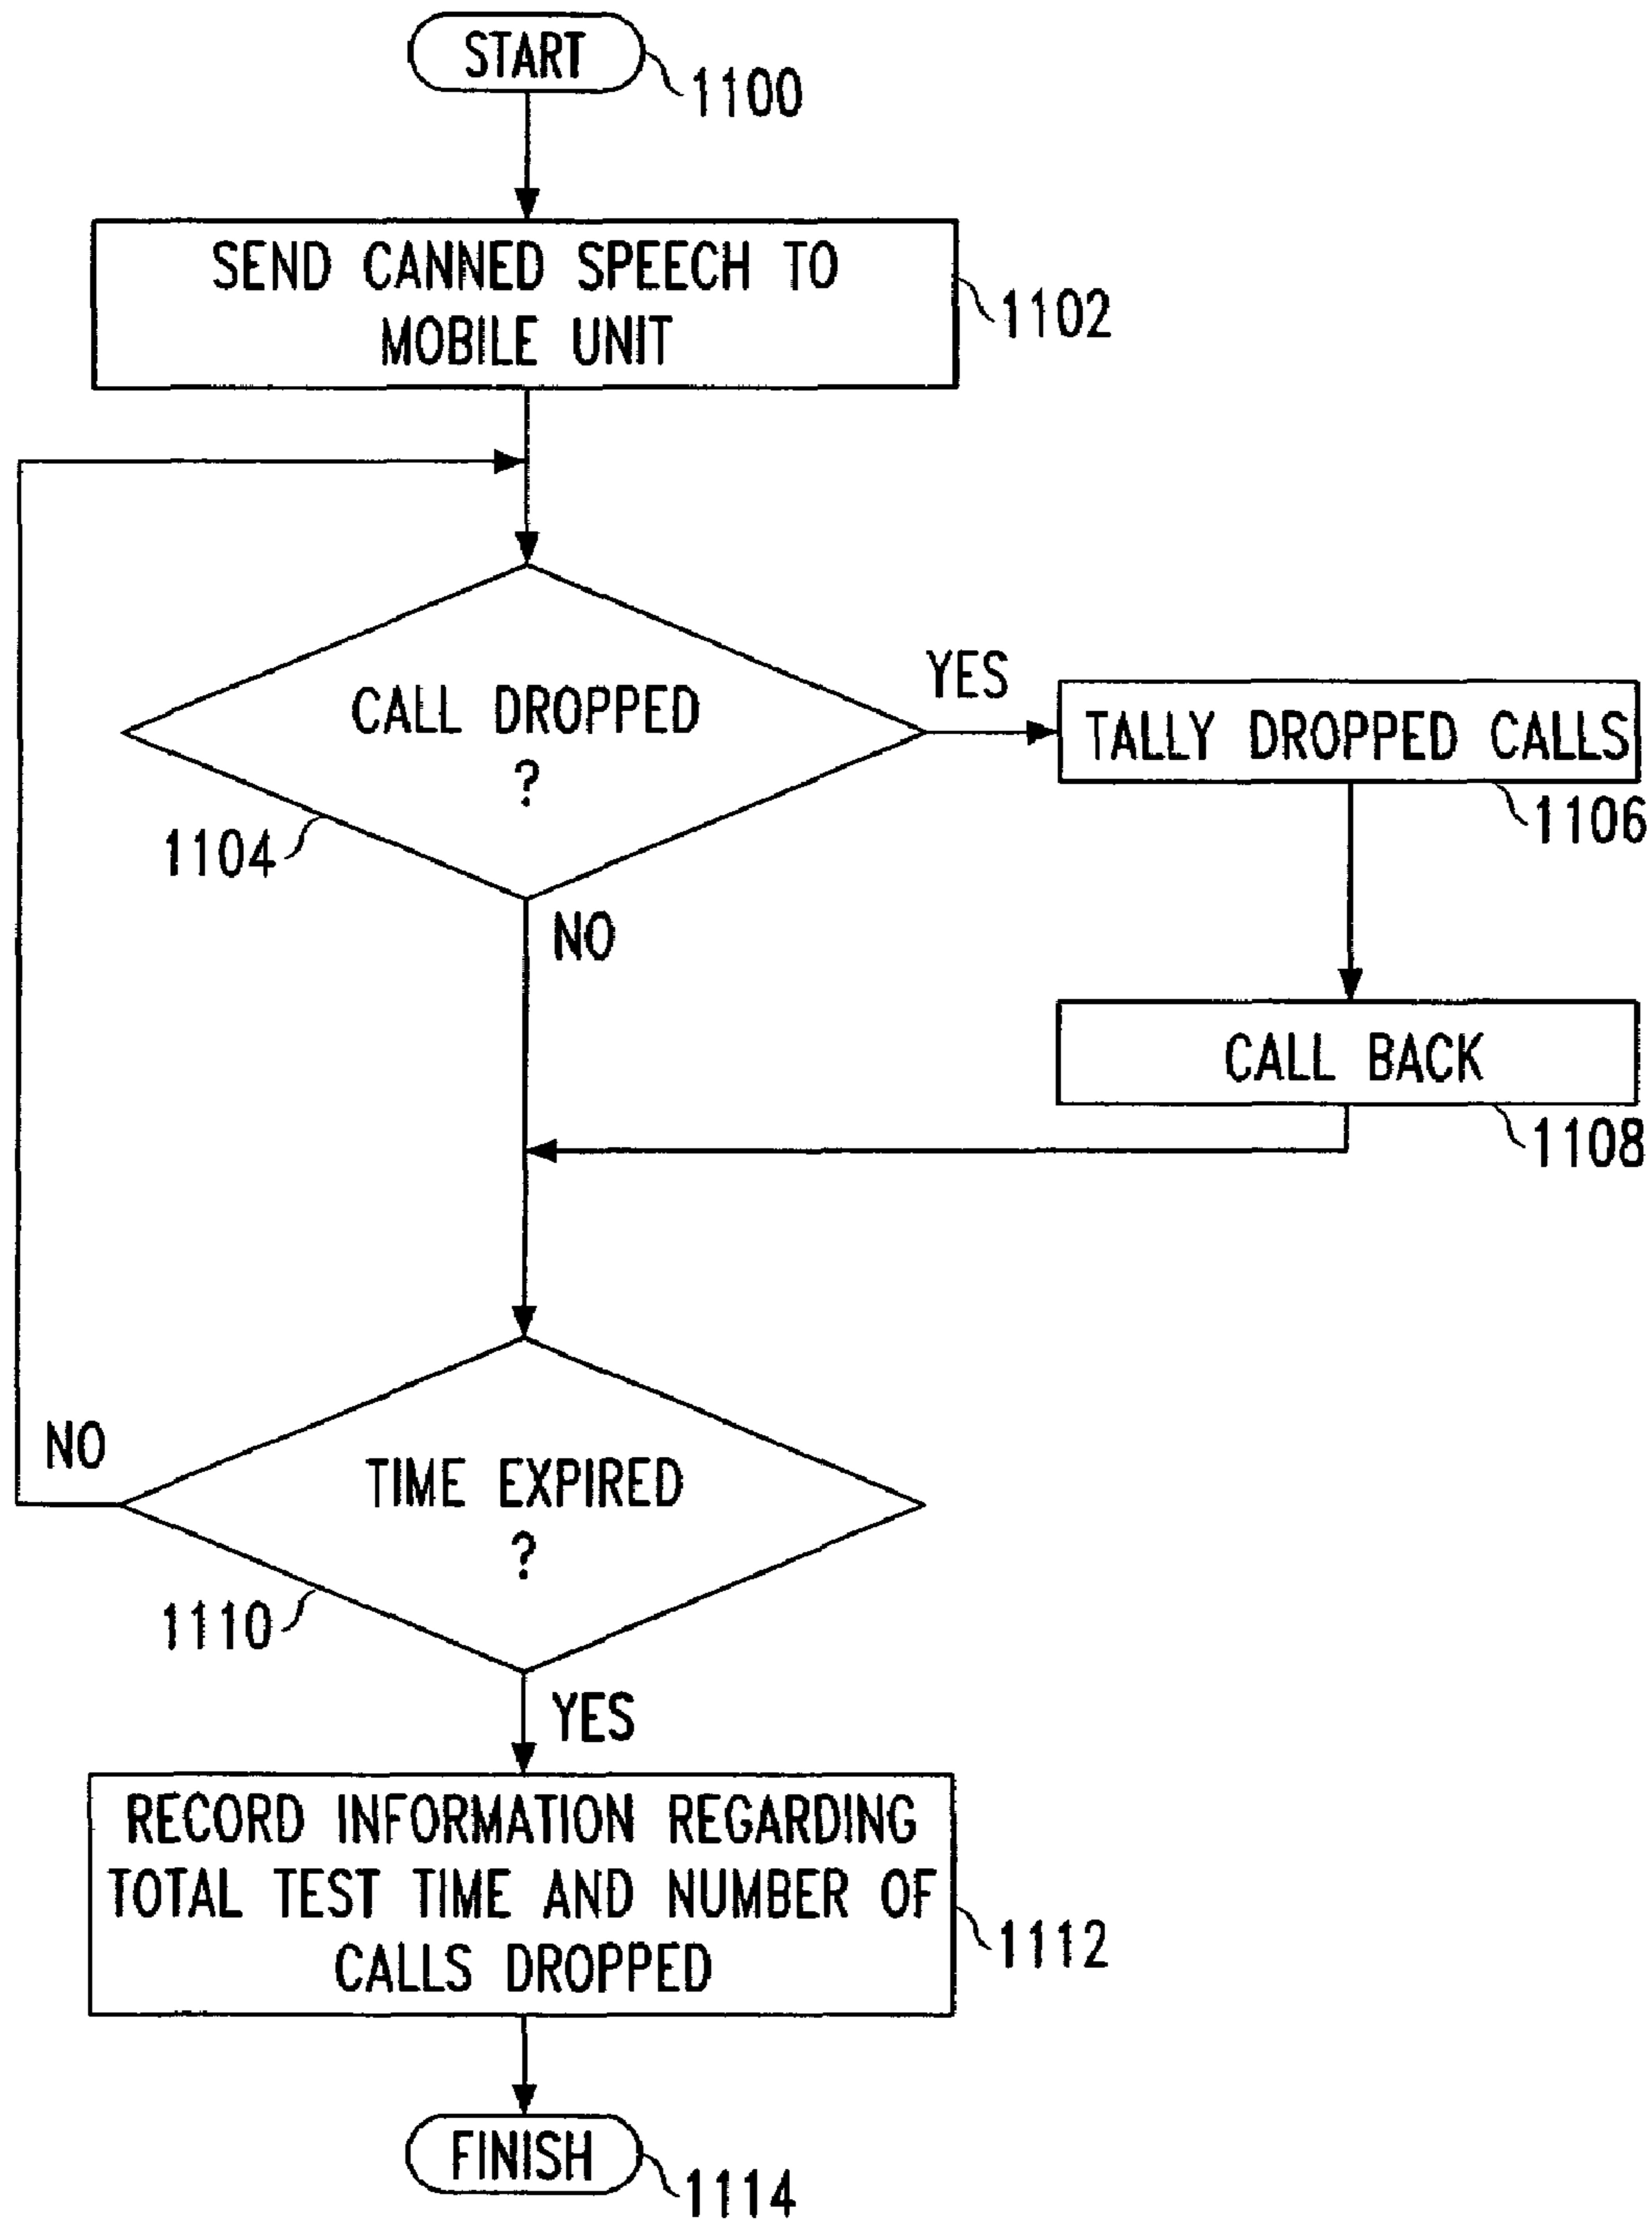 START
1100
SEND CANNED SPEECH TO
MOBILE UNIT
1102
CALL DROPPED
?
1104
YES
TALLY DROPPED CALLS
1106
NO
CALL BACK
1108
TIME EXPIRED
?
1110
NO
YES
RECORD INFORMATION REGARDING
TOTAL TEST TIME AND NUMBER OF
CALLS DROPPED
1112
FINISH
1114